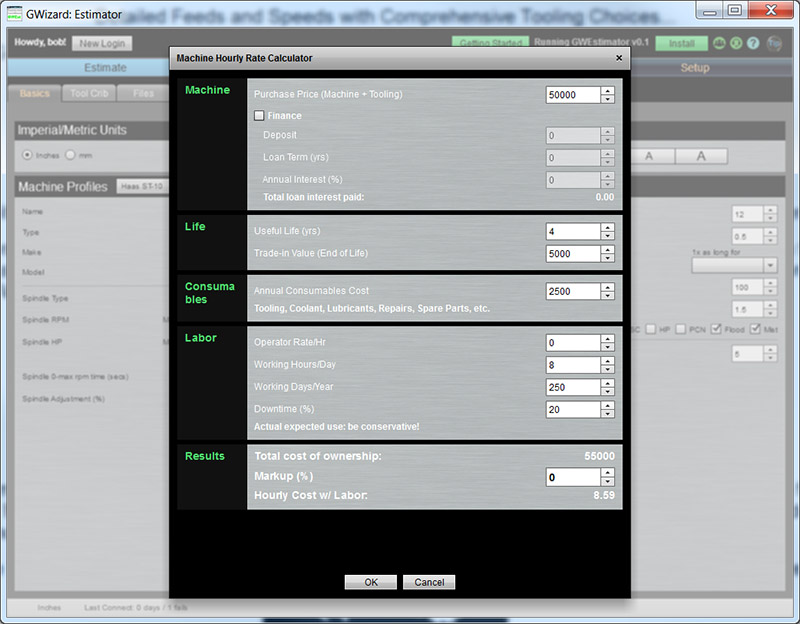 GWizard: Estimator
Detailed Feeds and Speeds with Comprehensive Tooling Choices...
Howdy, bob! New Login Getting Started Running GWEstimator v0.1 Install
Estimate Setup
Basics Tool Crib Files
Imperial/Metric Units
Inches mm A A
Machine Profiles Haas ST-10
Name 12
Type 0.5
Make 1x as long for
Model
Spindle Type 100
Spindle RPM M 1.5
Spindle HP M SC HP PCN Flood Mist
5
Spindle 0-max rpm time (secs)
Spindle Adjustment (%)
Machine Hourly Rate Calculator
Machine
Purchase Price (Machine + Tooling) 50000
Finance
Deposit 0
Loan Term (yrs) 0
Annual Interest (%) 0
Total loan interest paid: 0.00
Life
Useful Life (yrs) 4
Trade-in Value (End of Life) 5000
Consuma
bles
Annual Consumables Cost 2500
Tooling, Coolant, Lubricants, Repairs, Spare Parts, etc.
Labor
Operator Rate/Hr 0
Working Hours/Day 8
Working Days/Year 250
Downtime (%) 20
Actual expected use: be conservative!
Results
Total cost of ownership: 55000
Markup (%) 0
Hourly Cost w/ Labor: 8.59
OK Cancel
Inches Last Connect: 0 days / 1 fails